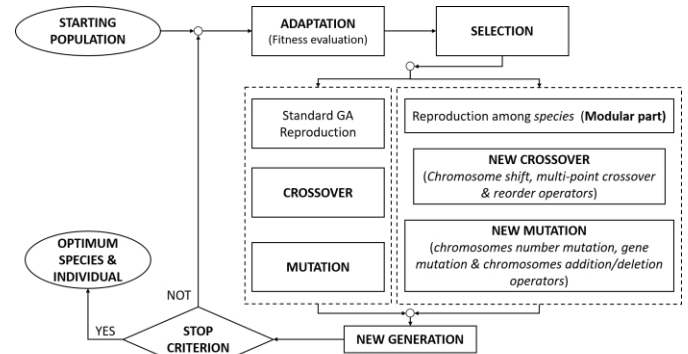 STARTING
POPULATION
ADAPTATION
(Fitness evaluation)
SELECTION
Standard GA
Reproduction
Reproduction among species (Modular part)
CROSSOVER
NEW CROSSOVER
(Chromosome shift, multi-point crossover
& reorder operators)
MUTATION
NEW MUTATION
(chromosomes number mutation, gene
mutation & chromosomes addition/deletion
operators)
OPTIMUM
SPECIES &
INDIVIDUAL
NOT
YES
STOP
CRITERION
NEW GENERATION